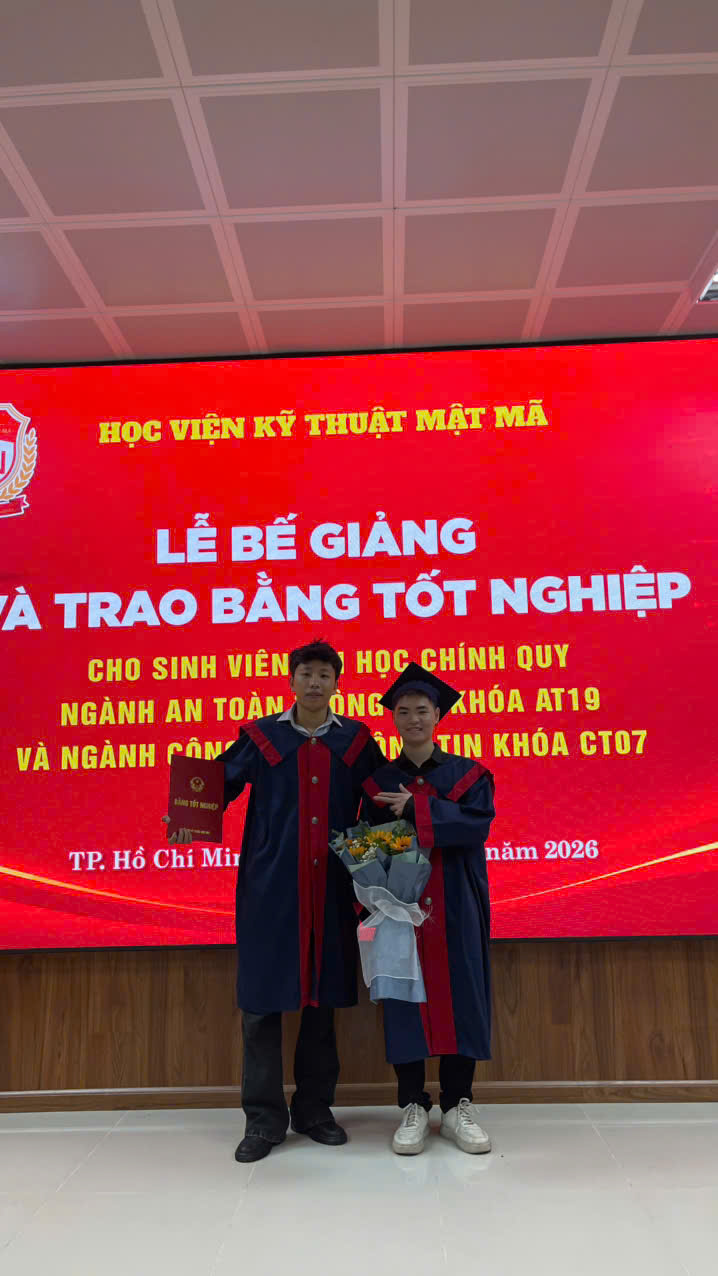 HỌC VIỆN KỸ THUẬT MẬT MÃ
LỄ BẾ GIẢNG
VÀ TRAO BẰNG TỐT NGHIỆP
CHO SINH VIÊN HỌC CHÍNH QUY
NGÀNH AN TOÀN KHÓA AT19
VÀ NGÀNH TIN KHÓA CT07
BẰNG TỐT NGHIỆP
TP. Hồ Chí Min năm 2026